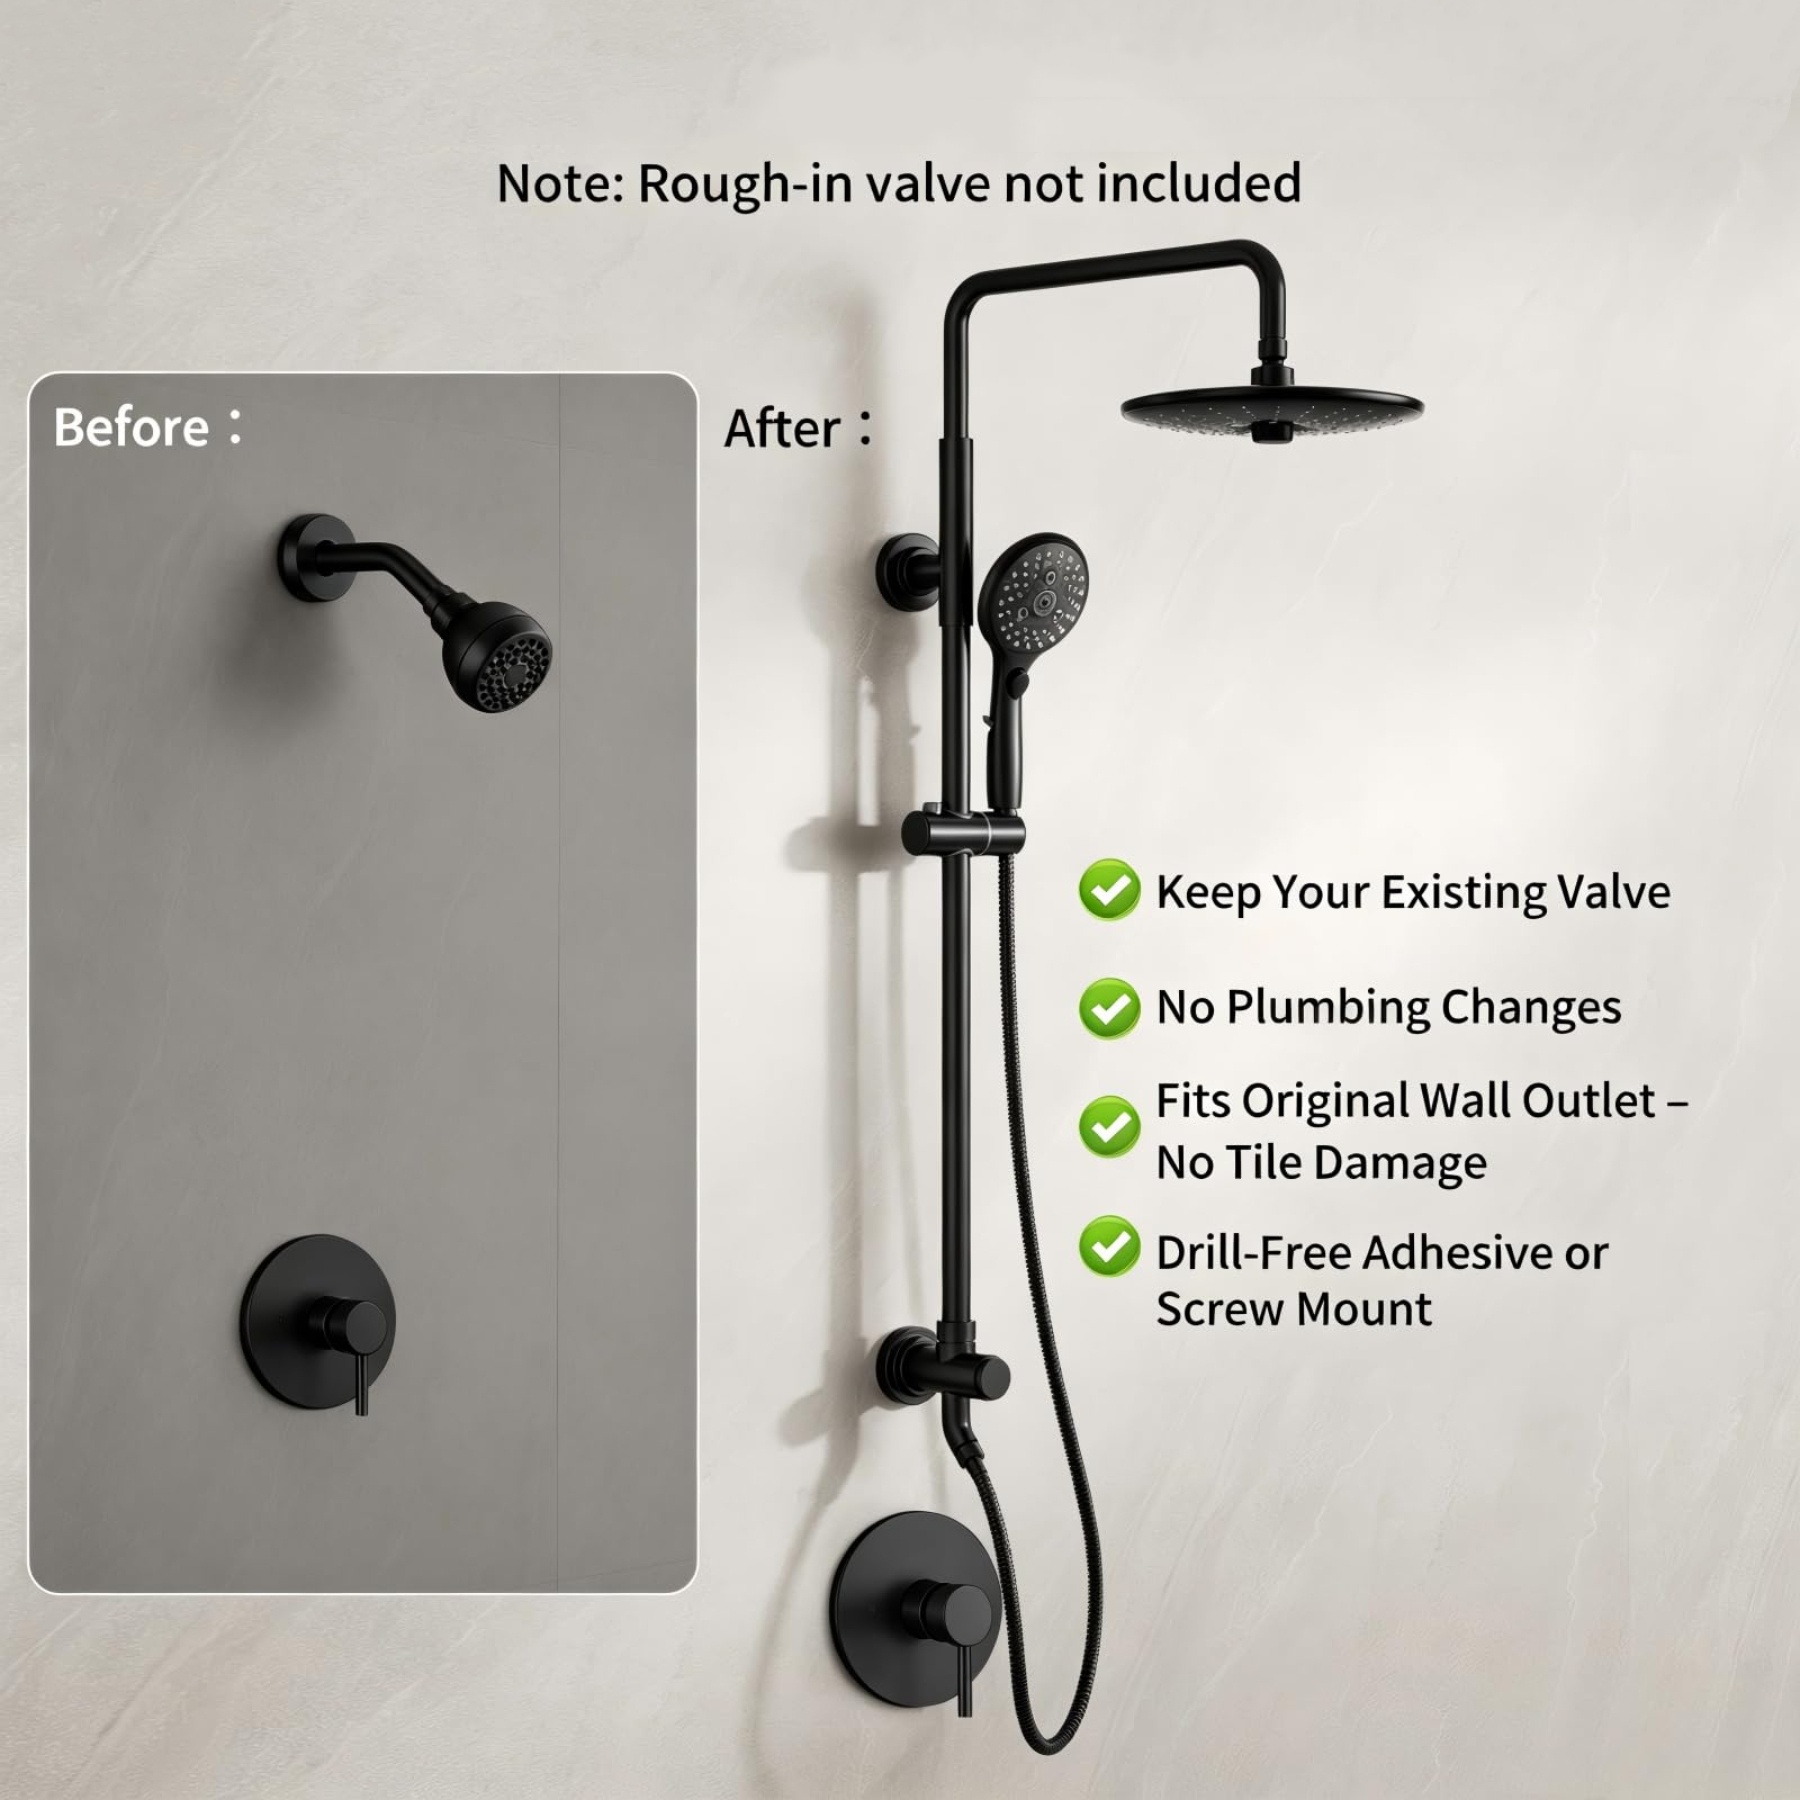 Note: Rough-in valve not included
Before：
After：
Keep Your Existing Valve
No Plumbing Changes
Fits Original Wall Outlet –
No Tile Damage
Drill-Free Adhesive or
Screw Mount